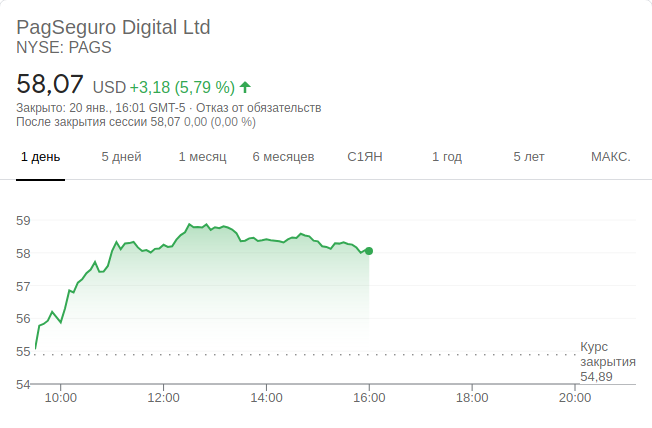 PagSeguro Digital Ltd
NYSE: PAGS
58,07 USD +3,18 (5,79 %)
Закрыто: 20 янв., 16:01 GMT-5 · Отказ от обязательств
После закрытия сессии 58,07 0,00 (0,00 %)
1 день 5 дней 1 месяц 6 месяцев С1ЯН 1 год 5 лет МАКС.
59
58
57
56
55
54
Курс
закрытия
54,89
10:00 12:00 14:00 16:00 18:00 20:00